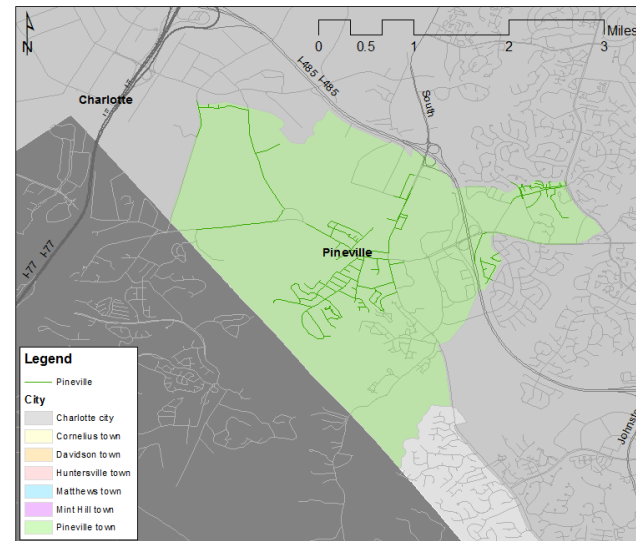 N
0 0.5 1 2 3
Miles
I-485 I-485
South
Charlotte
I-77 I-77
Pineville
Johnsto
Legend
Pineville
City
Charlotte city
Cornelius town
Davidson town
Huntersville town
Matthews town
Mint Hill town
Pineville town